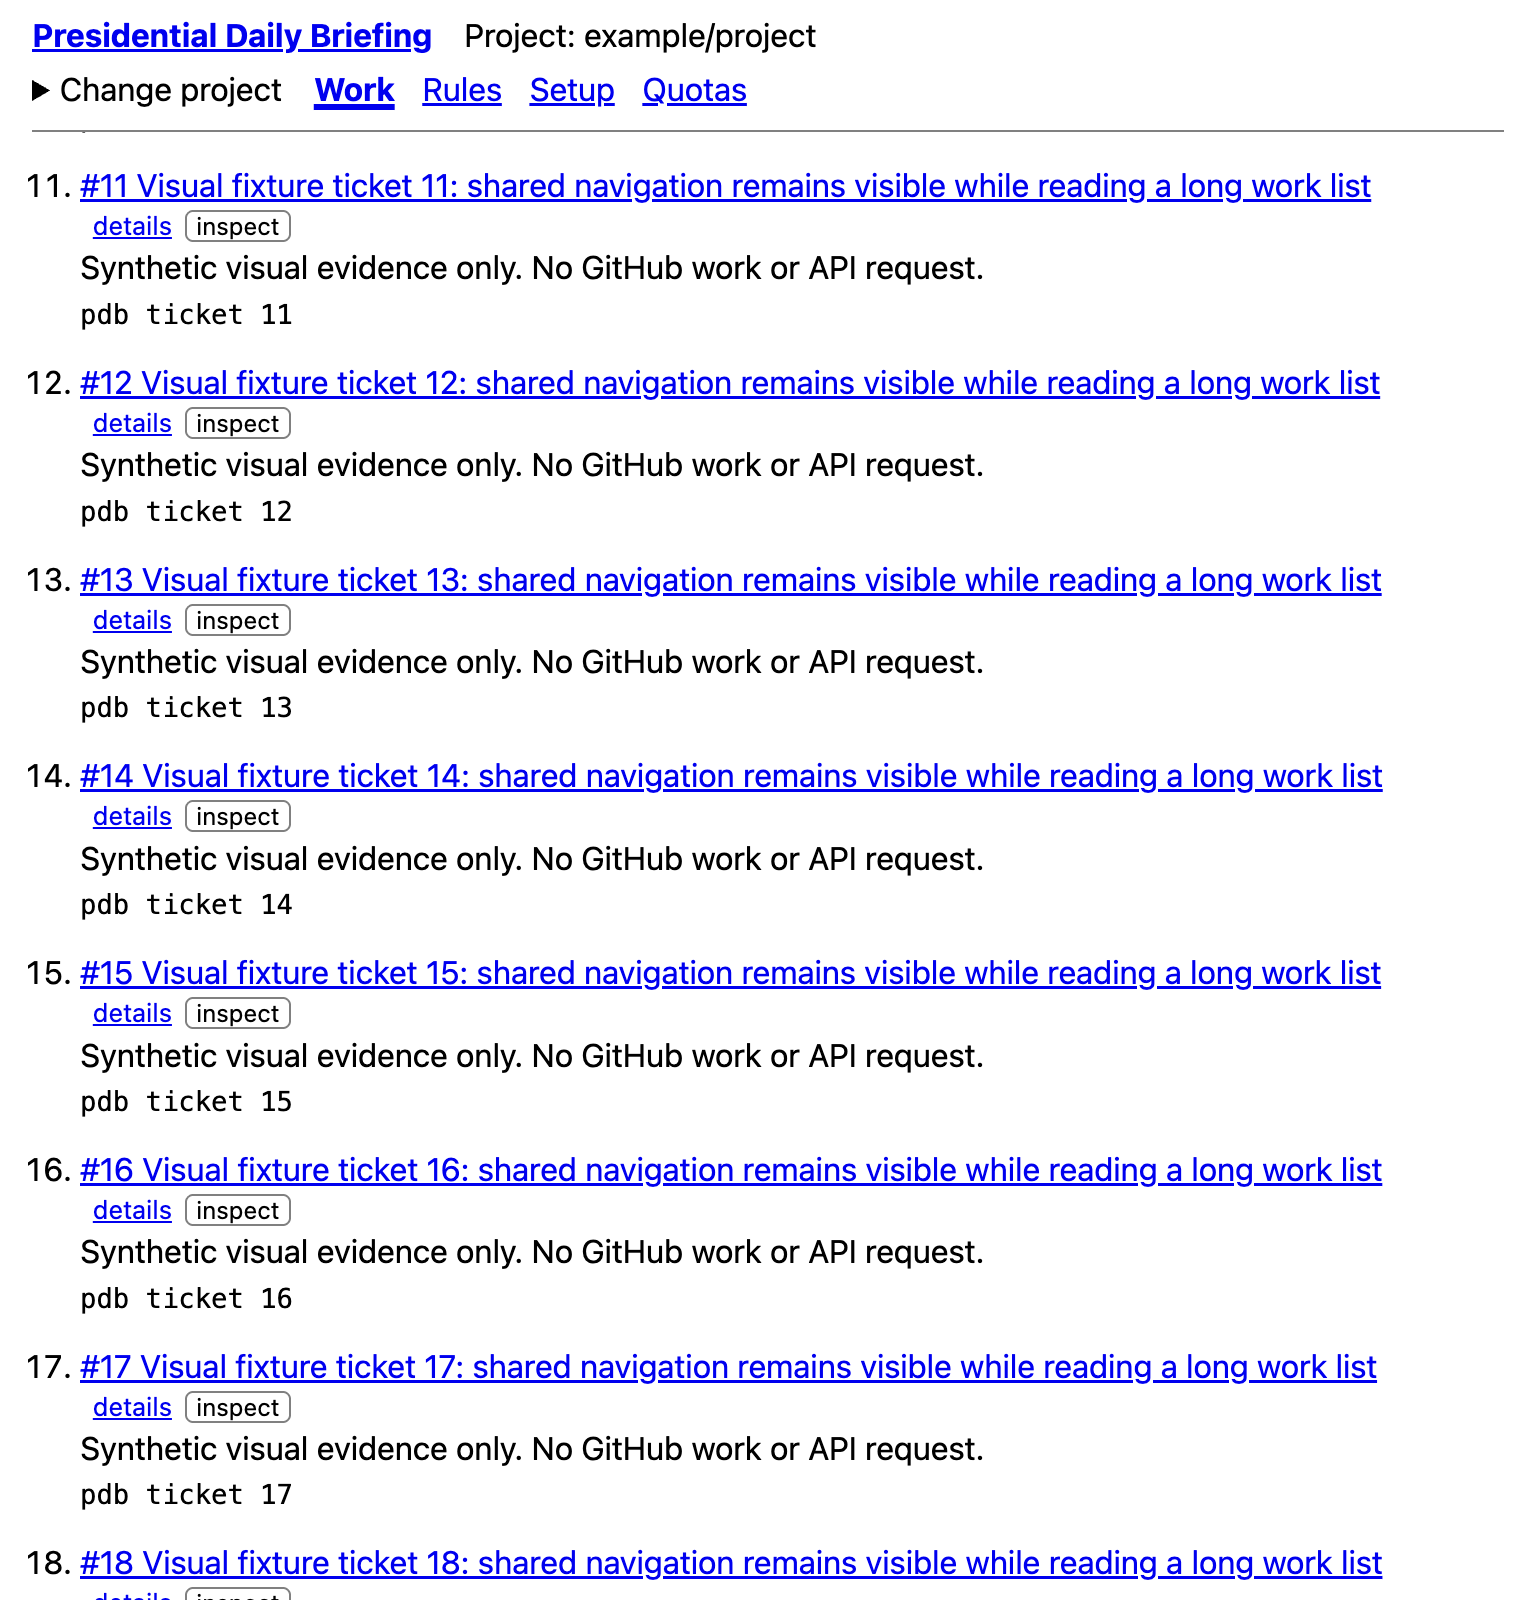 Presidential Daily Briefing Project: example/project
▶ Change project Work Rules Setup Quotas
11. #11 Visual fixture ticket 11: shared navigation remains visible while reading a long work list
details inspect
Synthetic visual evidence only. No GitHub work or API request.
pdb ticket 11
12. #12 Visual fixture ticket 12: shared navigation remains visible while reading a long work list
details inspect
Synthetic visual evidence only. No GitHub work or API request.
pdb ticket 12
13. #13 Visual fixture ticket 13: shared navigation remains visible while reading a long work list
details inspect
Synthetic visual evidence only. No GitHub work or API request.
pdb ticket 13
14. #14 Visual fixture ticket 14: shared navigation remains visible while reading a long work list
details inspect
Synthetic visual evidence only. No GitHub work or API request.
pdb ticket 14
15. #15 Visual fixture ticket 15: shared navigation remains visible while reading a long work list
details inspect
Synthetic visual evidence only. No GitHub work or API request.
pdb ticket 15
16. #16 Visual fixture ticket 16: shared navigation remains visible while reading a long work list
details inspect
Synthetic visual evidence only. No GitHub work or API request.
pdb ticket 16
17. #17 Visual fixture ticket 17: shared navigation remains visible while reading a long work list
details inspect
Synthetic visual evidence only. No GitHub work or API request.
pdb ticket 17
18. #18 Visual fixture ticket 18: shared navigation remains visible while reading a long work list
details inspect